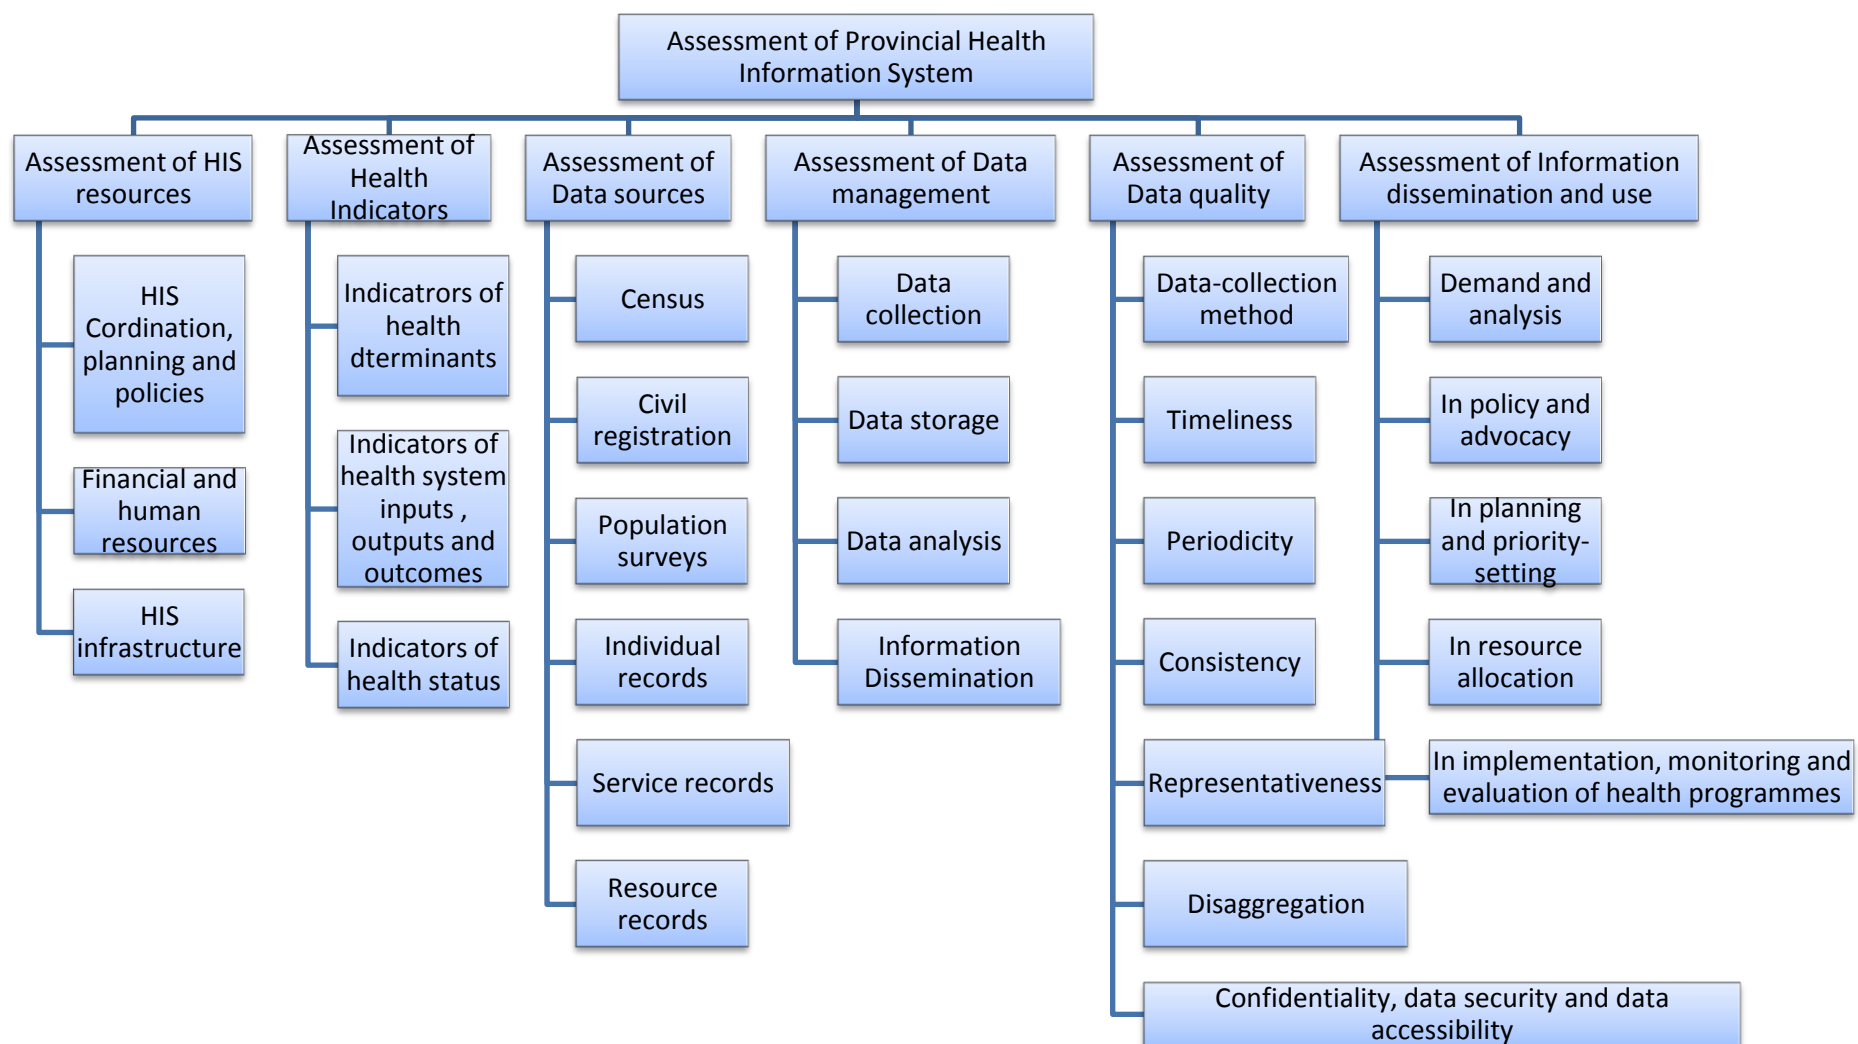 Assessment of Provincial Health
Information System
Assessment of HIS
resources
HIS
Cordination,
planning and
policies
Financial and
human
resources
HIS
infrastructure
Assessment of
Health
Indicators
Indicatrors of
health
dterminants
Indicators of
health system
inputs ,
outputs and
outcomes
Indicators of
health status
Assessment of
Data sources
Census
Civil
registration
Population
surveys
Individual
records
Service records
Resource
records
Assessment of Data
management
Data
collection
Data storage
Data analysis
Information
Dissemination
Assessment of
Data quality
Data-collection
method
Timeliness
Periodicity
Consistency
Representativeness
Disaggregation
Confidentiality, data security and data
accessibility
Assessment of Information
dissemination and use
Demand and
analysis
In policy and
advocacy
In planning
and priority-
setting
In resource
allocation
In implementation, monitoring and
evaluation of health programmes